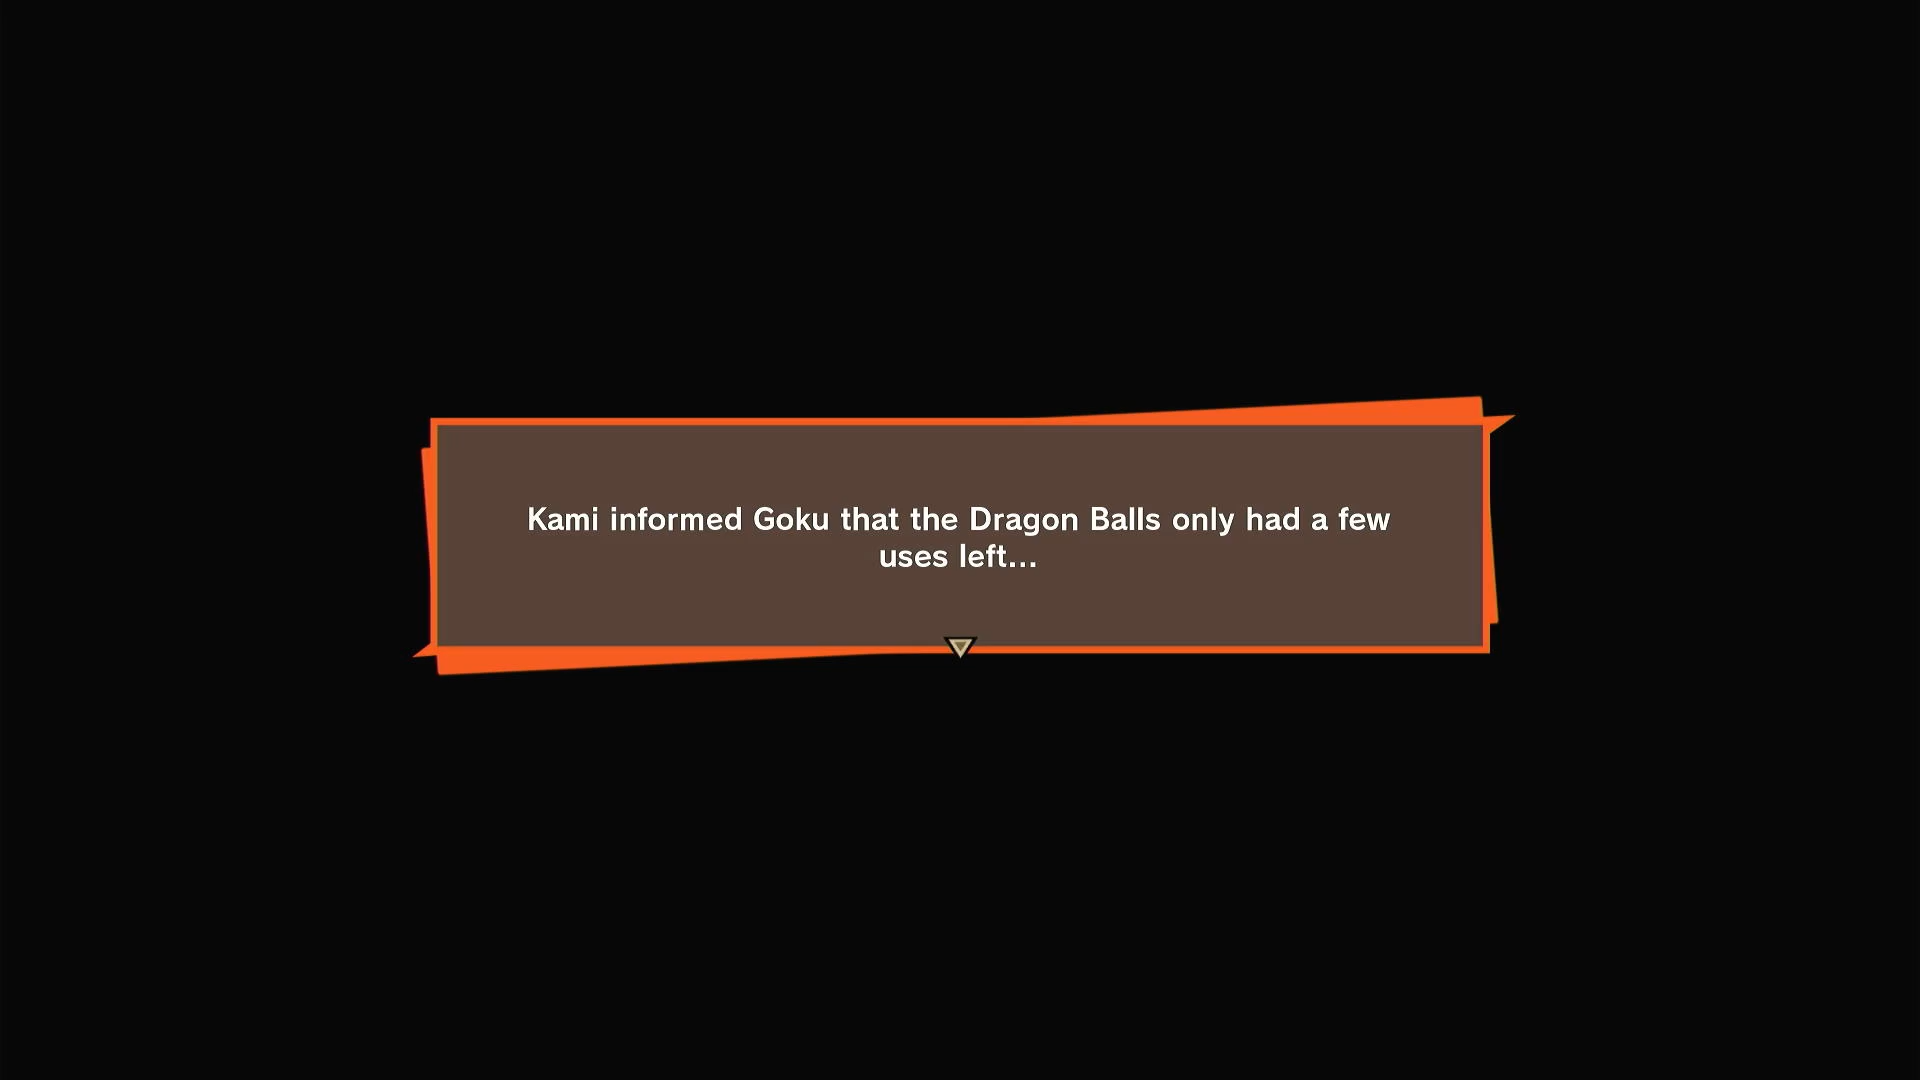 Kami informed Goku that the Dragon Balls only had a few
uses left...